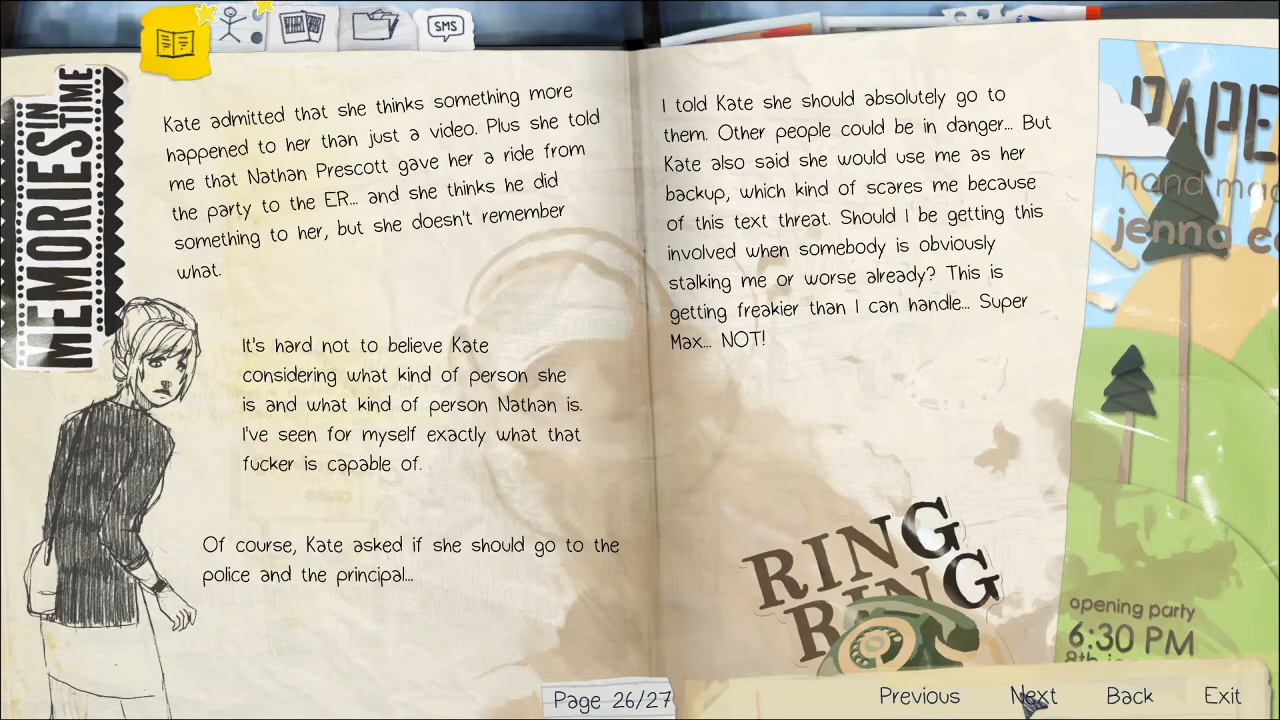 SMS
MEMORIES IN TIME
Kate admitted that she thinks something more
happened to her than just a video. Plus she told
me that Nathan Prescott gave her a ride from
the party to the ER... and she thinks he did
something to her, but she doesn't remember
what.
It's hard not to believe Kate
considering what kind of person she
is and what kind of person Nathan is.
I've seen for myself exactly what that
fucker is capable of.
Of course, Kate asked if she should go to the
police and the principal...
I told Kate she should absolutely go to
them. Other people could be in danger... But
Kate also said she would use me as her
backup, which kind of scares me because
of this text threat. Should I be getting this
involved when somebody is obviously
stalking me or worse already? This is
getting freakier than I can handle... Super
Max... NOT!
RING
RING
PAPE
hand mad
jenna
opening party
6:30 PM
8th
Page 26/27
Previous
Next
Back
Exit